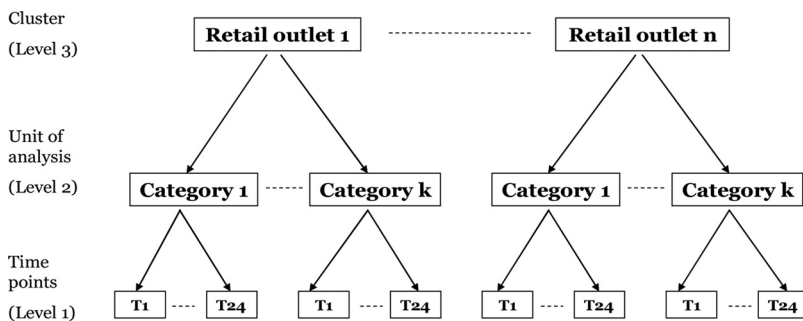 Cluster
(Level 3)
Retail outlet 1
Retail outlet n
Unit of
analysis
(Level 2)
Category 1
Category k
Category 1
Category k
Time
points
(Level 1)
T1
T24
T1
T24
T1
T24
T1
T24